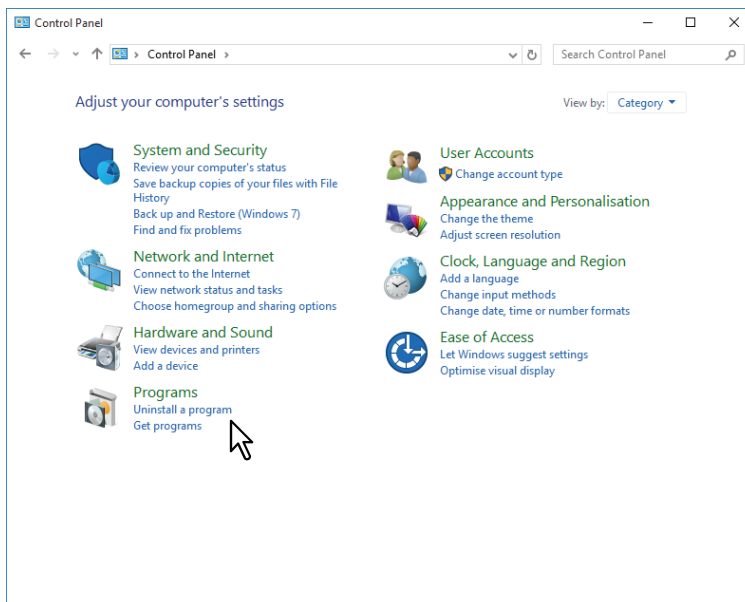 Control Panel
Control Panel
Search Control Panel
Adjust your computer's settings
View by: Category
System and Security
Review your computer's status
Save backup copies of your files with File
History
Back up and Restore (Windows 7)
Find and fix problems
Network and Internet
Connect to the Internet
View network status and tasks
Choose homegroup and sharing options
Hardware and Sound
View devices and printers
Add a device
Programs
Uninstall a program
Get programs
User Accounts
Change account type
Appearance and Personalisation
Change the theme
Adjust screen resolution
Clock, Language and Region
Add a language
Change input methods
Change date, time or number formats
Ease of Access
Let Windows suggest settings
Optimise visual display